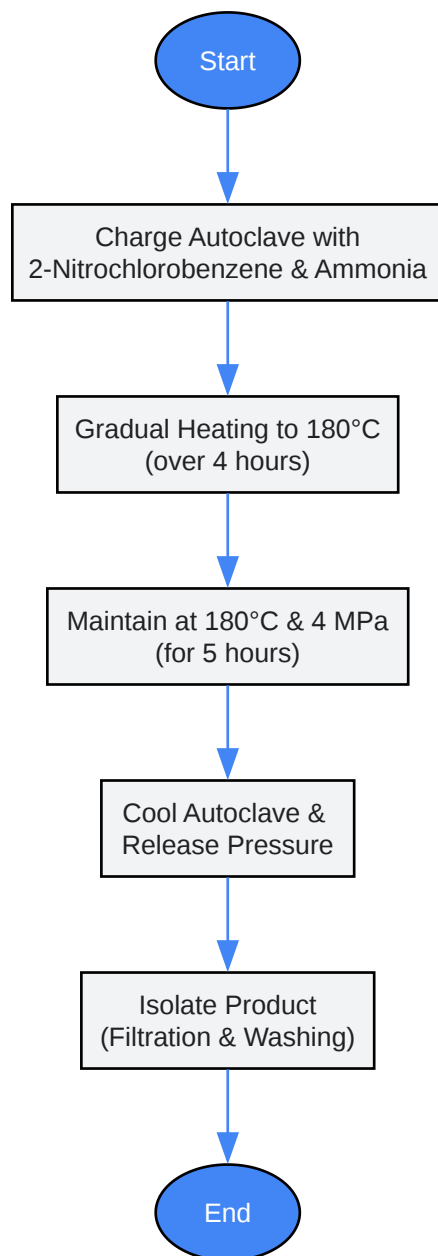 Start
Charge Autoclave with
2-Nitrochlorobenzene & Ammonia
Gradual Heating to 180°C
(over 4 hours)
Maintain at 180°C & 4 MPa
(for 5 hours)
Cool Autoclave &
Release Pressure
Isolate Product
(Filtration & Washing)
End